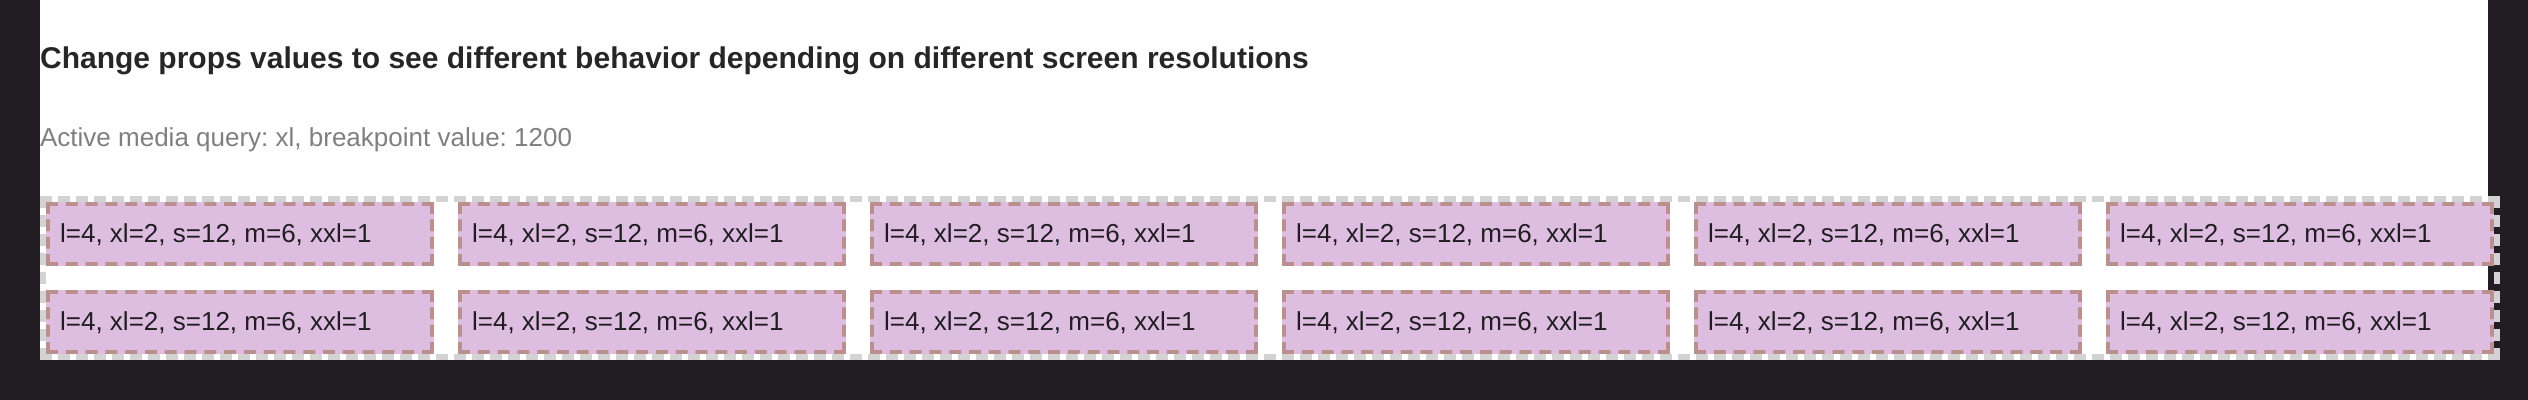 Change props values to see different behavior depending on different screen resolutions
Active media query: xl, breakpoint value: 1200
l=4, xl=2, s=12, m=6, xxl=1 l=4, xl=2, s=12, m=6, xxl=1 l=4, xl=2, s=12, m=6, xxl=1 l=4, xl=2, s=12, m=6, xxl=1 l=4, xl=2, s=12, m=6, xxl=1 l=4, xl=2, s=12, m=6, xxl=1
l=4, xl=2, s=12, m=6, xxl=1 l=4, xl=2, s=12, m=6, xxl=1 l=4, xl=2, s=12, m=6, xxl=1 l=4, xl=2, s=12, m=6, xxl=1 l=4, xl=2, s=12, m=6, xxl=1 l=4, xl=2, s=12, m=6, xxl=1